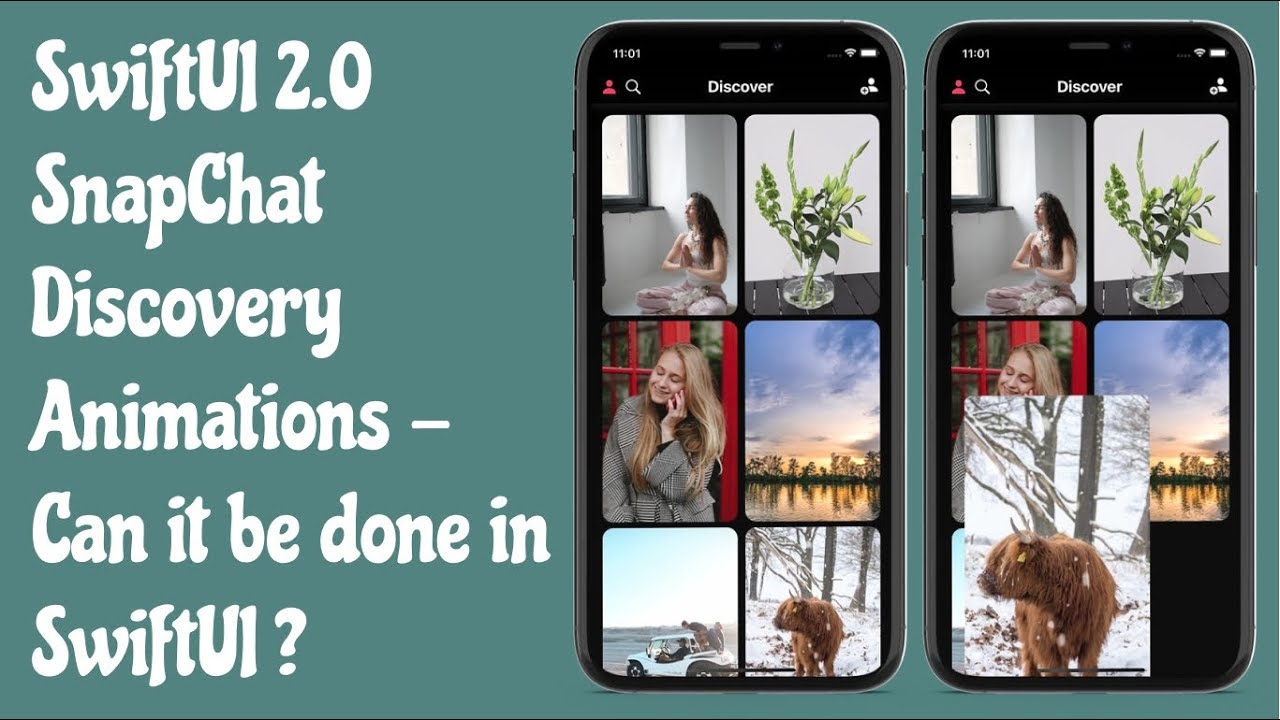 SwiftUI 2.0
SnapChat
Discovery
Animations –
Can it be done in
SwiftUI ?
11:01
Discover
11:01
Discover